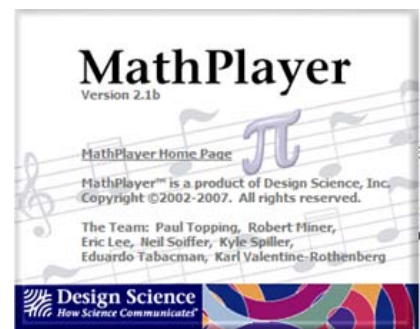 MathPlayer
Version 2.1b
MathPlayer Home Page
MathPlayer™ is a product of Design Science, Inc.
Copyright ©2002-2007. All rights reserved.
The Team: Paul Topping, Robert Miner,
Eric Lee, Neil Soiffer, Kyle Spiller,
Eduardo Tabacman, Karl Valentine-Rothenberg
Design Science
How Science Communicates™